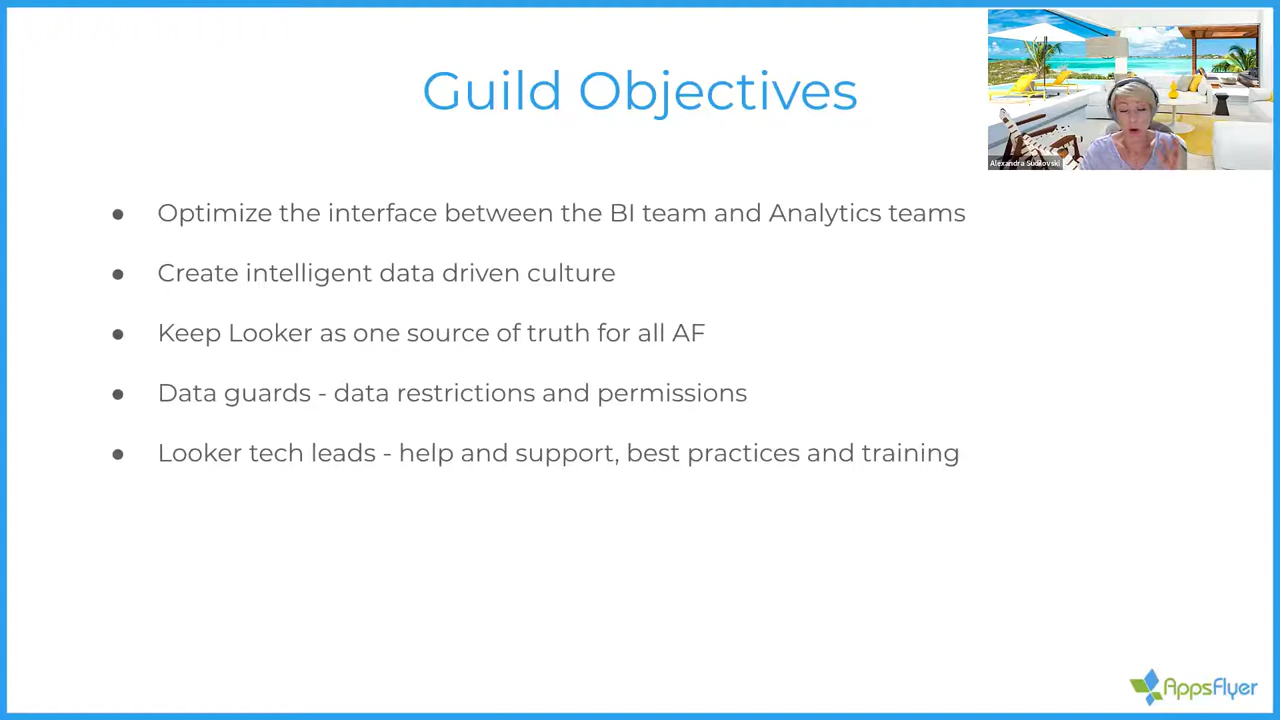 Guild Objectives
Alexandra Sudilovski
● Optimize the interface between the BI team and Analytics teams
● Create intelligent data driven culture
● Keep Looker as one source of truth for all AF
● Data guards - data restrictions and permissions
● Looker tech leads - help and support, best practices and training
AppsFlyer